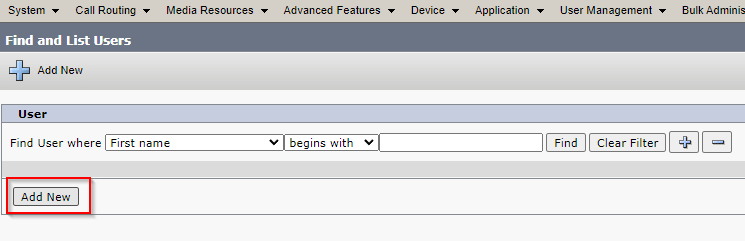 System Call Routing Media Resources Advanced Features Device Application User Management Bulk Adminis
Find and List Users
Add New
User
Find User where First name begins with Find Clear Filter
Add New